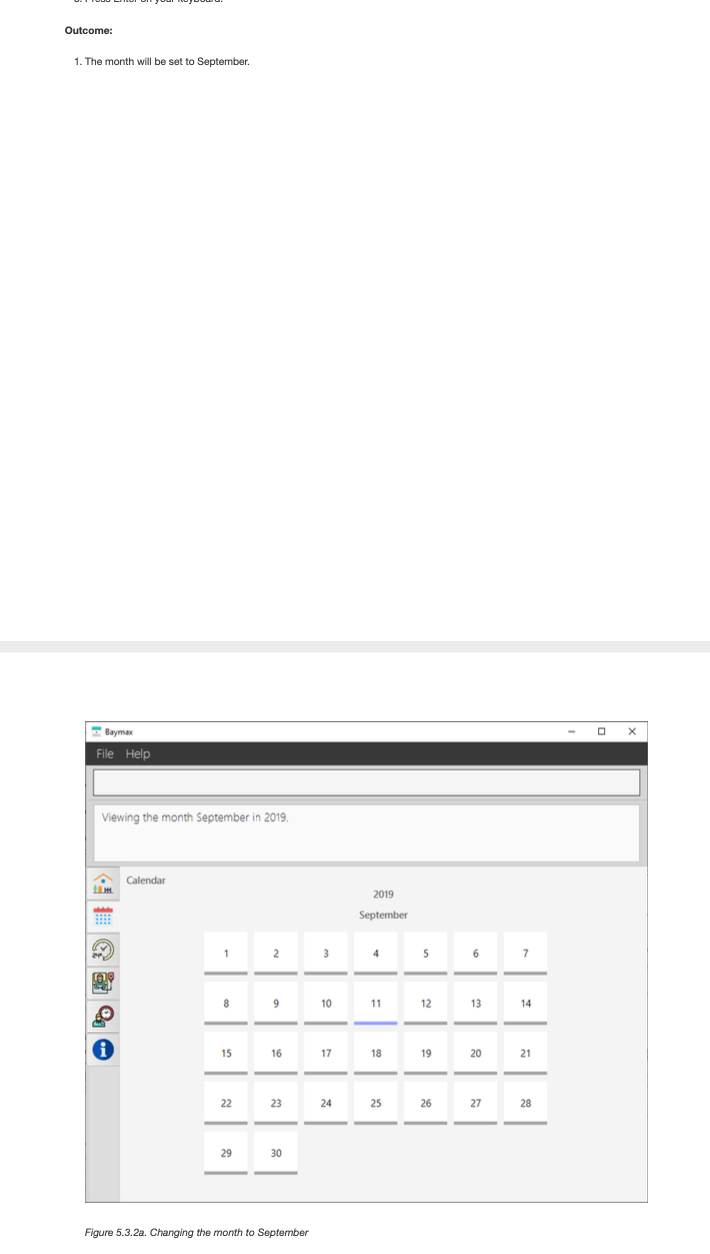 3. Press Enter on your keyboard.
Outcome:
1. The month will be set to September.
Baymax
File Help
Viewing the month September in 2019.
Calendar
2019
September
1 2 3 4 5 6 7
8 9 10 11 12 13 14
15 16 17 18 19 20 21
22 23 24 25 26 27 28
29 30
Figure 5.3.2a. Changing the month to September